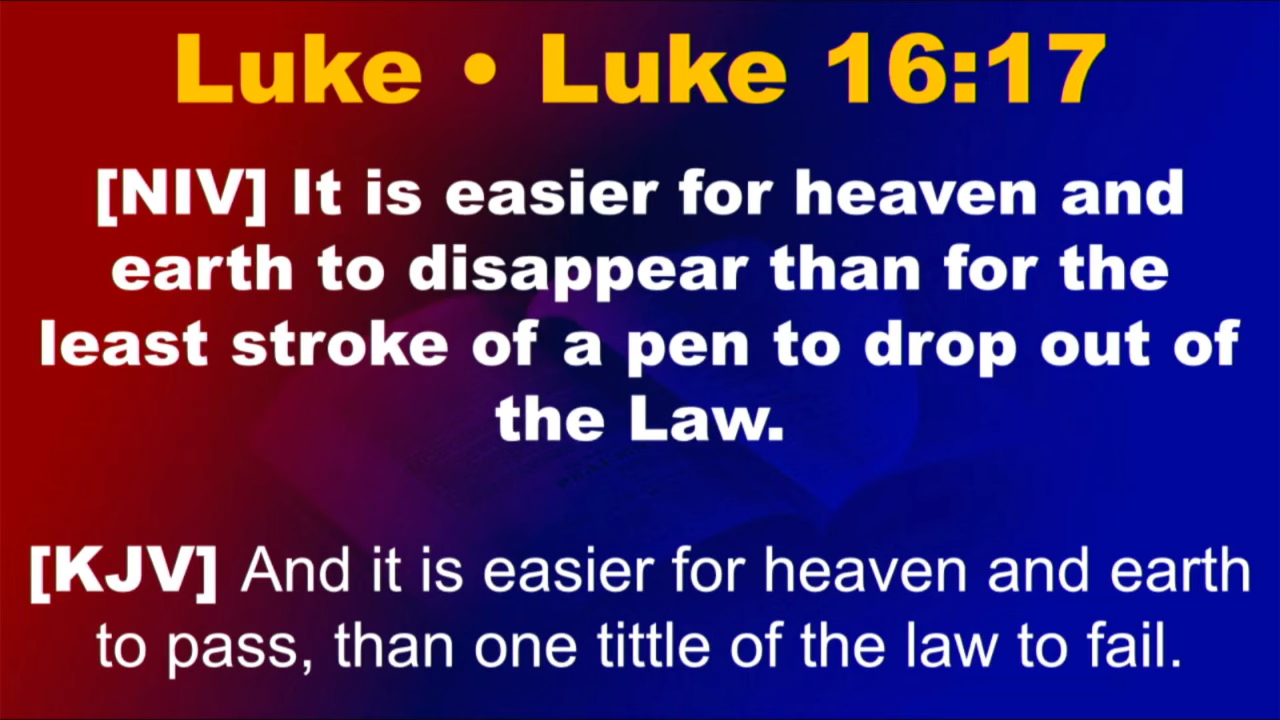 Luke • Luke 16:17
[NIV] It is easier for heaven and
earth to disappear than for the
least stroke of a pen to drop out of
the Law.
[KJV] And it is easier for heaven and earth
to pass, than one tittle of the law to fail.